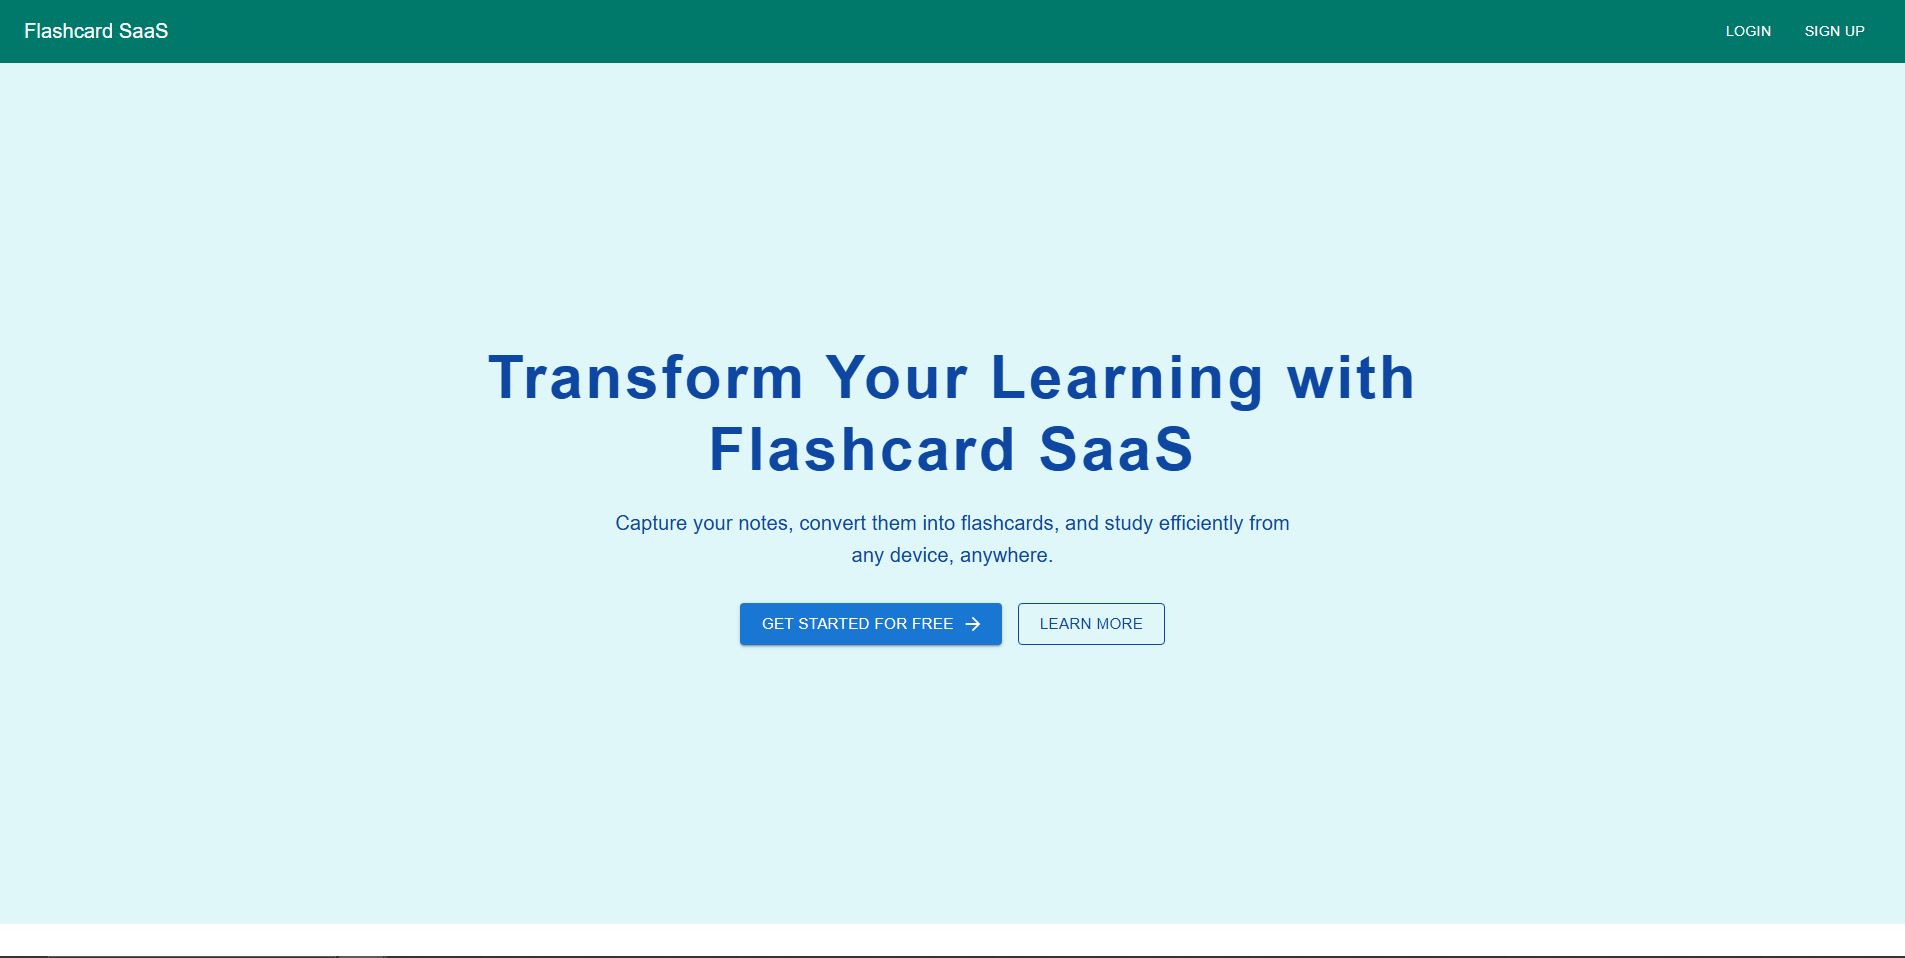 Flashcard SaaS
LOGIN
SIGN UP
Transform Your Learning with
Flashcard SaaS
Capture your notes, convert them into flashcards, and study efficiently from
any device, anywhere.
GET STARTED FOR FREE
LEARN MORE